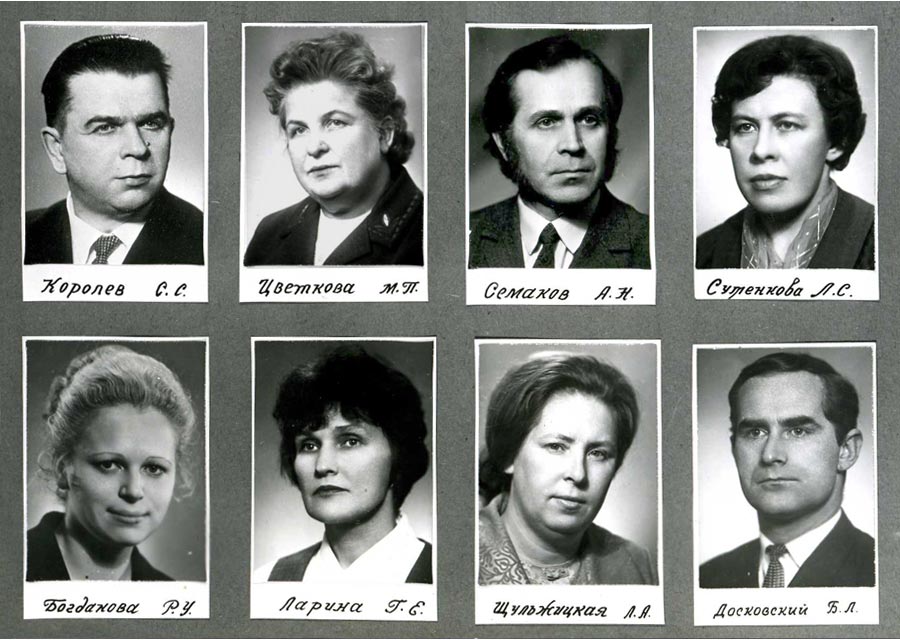 Королев С. С.
Цветкова М. П.
Семаков А. Н.
Сутенкова Л. С.
Богданова Р. У.
Ларина Г. Е.
Щульжицкая Л. А.
Досковский Б. Л.